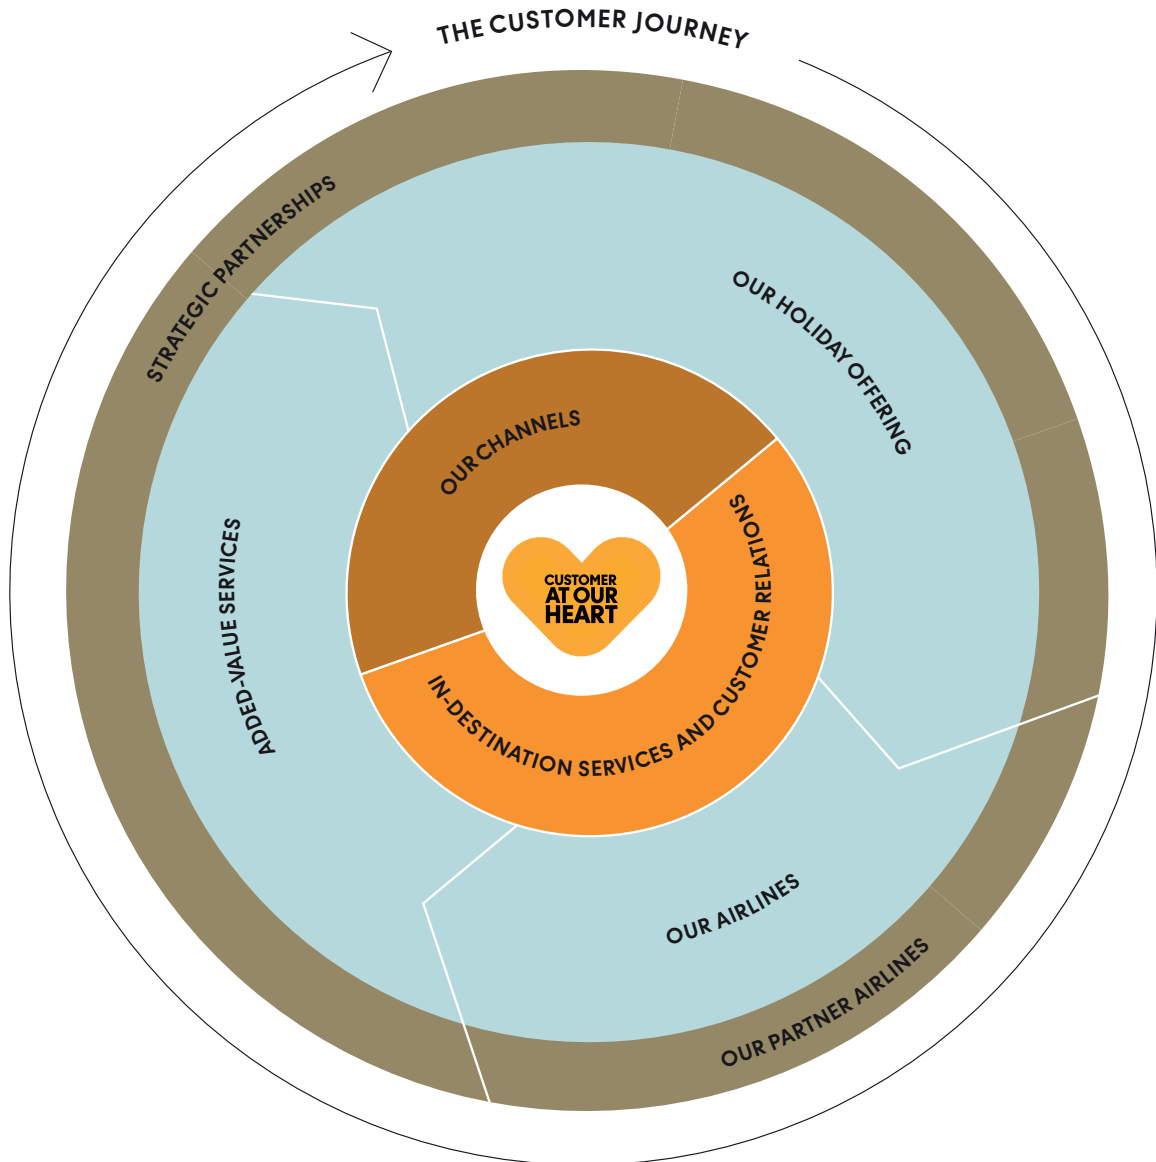 THE CUSTOMER JOURNEY
STRATEGIC PARTNERSHIPS
OUR HOLIDAY OFFERING
OUR CHANNELS
IN-DESTINATION SERVICES AND CUSTOMER RELATIONS
CUSTOMER
AT OUR
HEART
ADDED-VALUE SERVICES
OUR AIRLINES
OUR PARTNER AIRLINES